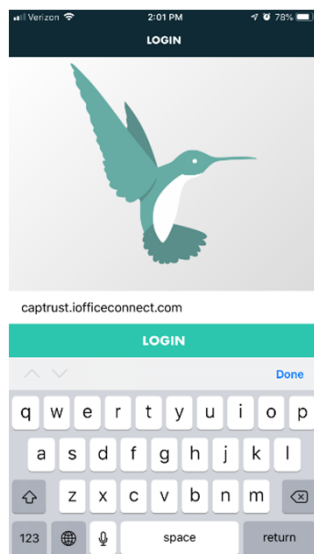 Verizon 2:01 PM 78%
LOGIN
captrust.iofficeconnect.com
LOGIN
Done
q w e r t y u i o p
a s d f g h j k l
z x c v b n m
123 space return